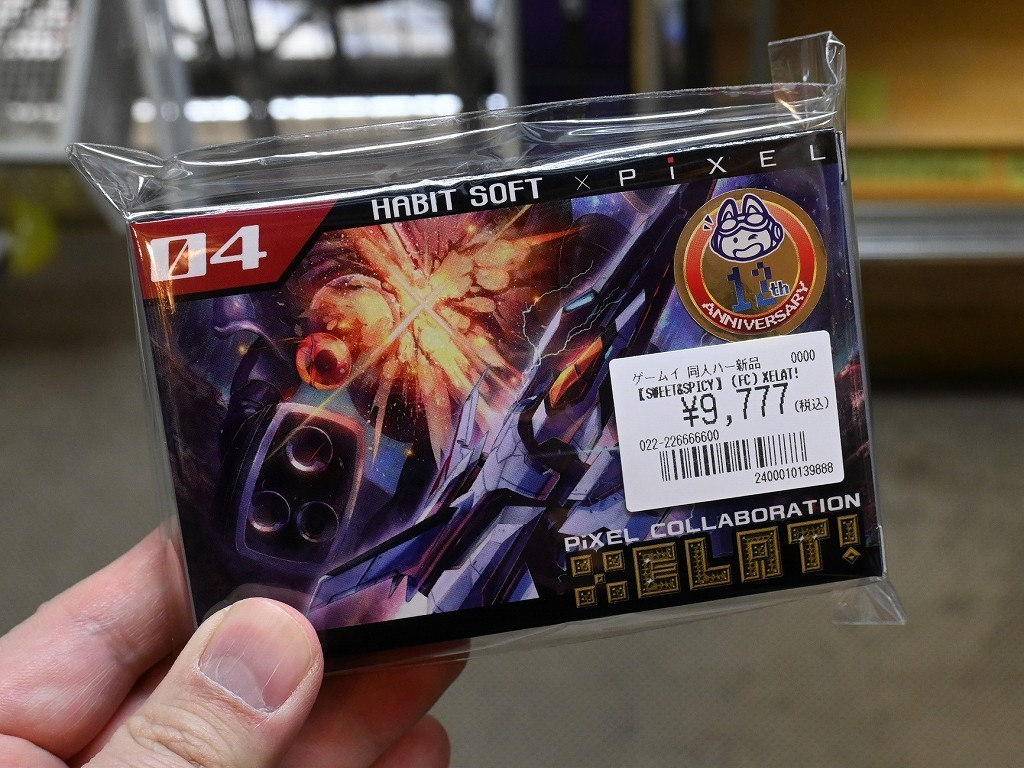 HABIT SOFT × PiXEL
04
12th
ANNIVERSARY
ゲームイ 同人ハー新品 0000
【SWEET&SPICY】 (FC) XELAT!
¥9,777(税込)
022-226666600
2400010139888
PiXEL COLLABORATION
XELAT!